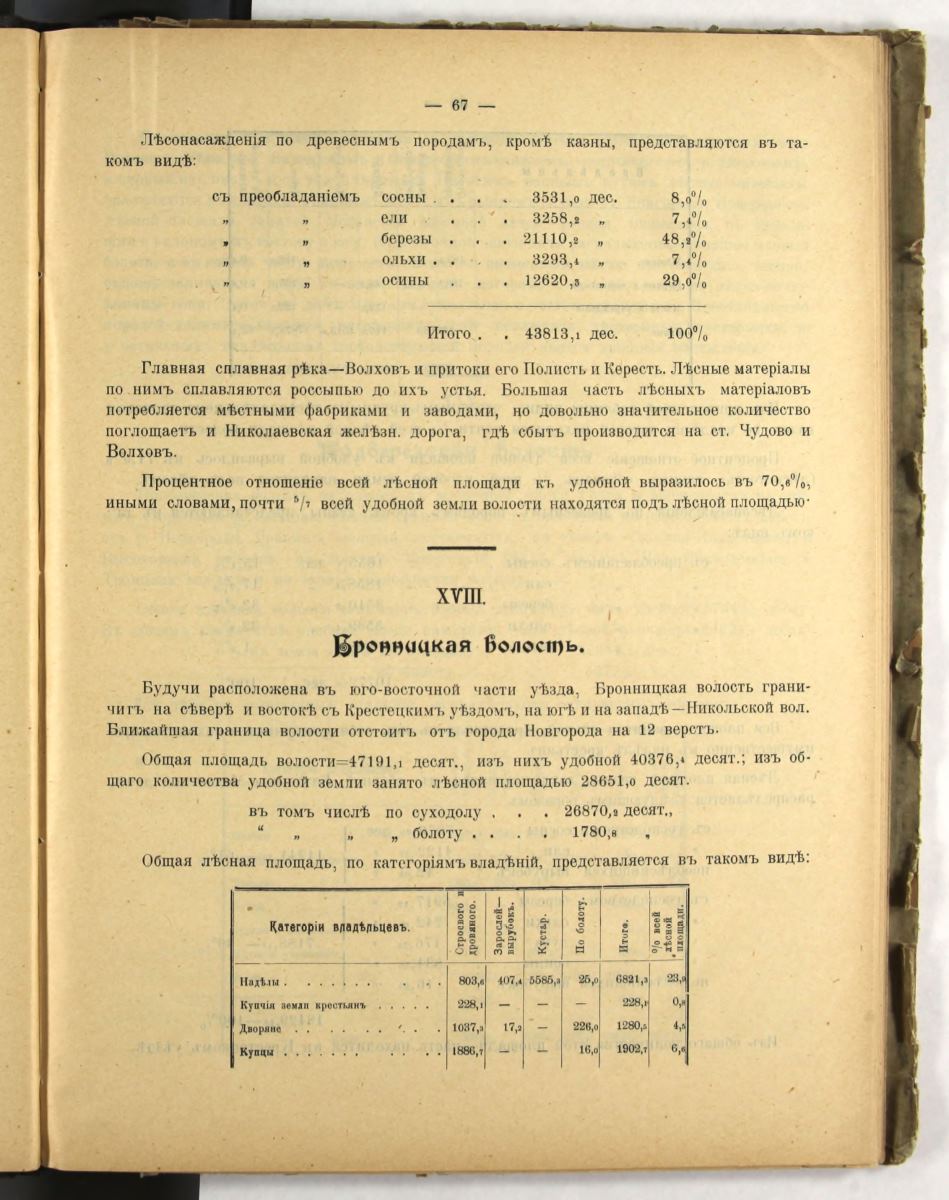 — 67 —
Лѣсонасажденія по древеснымъ породамъ, кромѣ казны, представляются въ та-
комъ видѣ:
съ преобладаніемъ сосны . . . 3531,0 дес. 8,0%
„ „ ели . . . 3258,2 „ 7,4%
„ „ березы . . . 21110,2 „ 48,2%
„ „ ольхи . . . . 3293,4 „ 7,4%
„ „ осины . . . 12620,3 „ 29,0%
Итого . . 43813,1 дес. 100%
Главная сплавная рѣка—Волховъ и притоки его Полисть и Кересть. Лѣсные матеріалы
по нимъ сплавляются россыпью до ихъ устья. Большая часть лѣсныхъ матеріаловъ
потребляется мѣстными фабриками и заводами, но довольно значительное количество
поглощаетъ и Николаевская желѣзн. дорога, гдѣ сбытъ производится на ст. Чудово и
Волховъ.
Процентное отношеніе всей лѣсной площади къ удобной выразилось въ 70,6%,
иными словами, почти 5/7 всей удобной земли волости находятся подъ лѣсной площадью·
XVIII.
Бронницкая волость.
Будучи расположена въ юго-восточной части уѣзда, Бронницкая волость грани-
читъ на сѣверѣ и востокѣ съ Крестецкимъ уѣздомъ, на югѣ и на западѣ—Никольской вол.
Ближайшая граница волости отстоитъ отъ города Новгорода на 12 верстъ.
Общая площадь волости=47191,1 десят., изъ нихъ удобной 40376,4 десят.; изъ об-
щаго количества удобной земли занято лѣсной площадью 28651,0 десят.
въ томъ числѣ по суходолу . . . 26870,2 десят.,
“ „ „ „ болоту . . . . 1780,8 „
Общая лѣсная площадь, по категоріямъ владѣній, представляется въ такомъ видѣ:
Категоріи владѣльцевъ. Строевого и дровяного. Зарослей—вырубокъ. Кустар. По болоту. Итого. % всей лѣсной площади.
Надѣлы . . . . . . . . . 803,6 407,4 5585,3 25,0 6821,3 23,9
Купчія земли крестьянъ . . . . . 228,1 — — — 228,1 0,8
Дворяне . . . . . . . . . 1037,3 17,2 — 226,0 1280,5 4,5
Купцы . . . . . . . . . . 1886,7 — — 16,0 1902,7 6,6